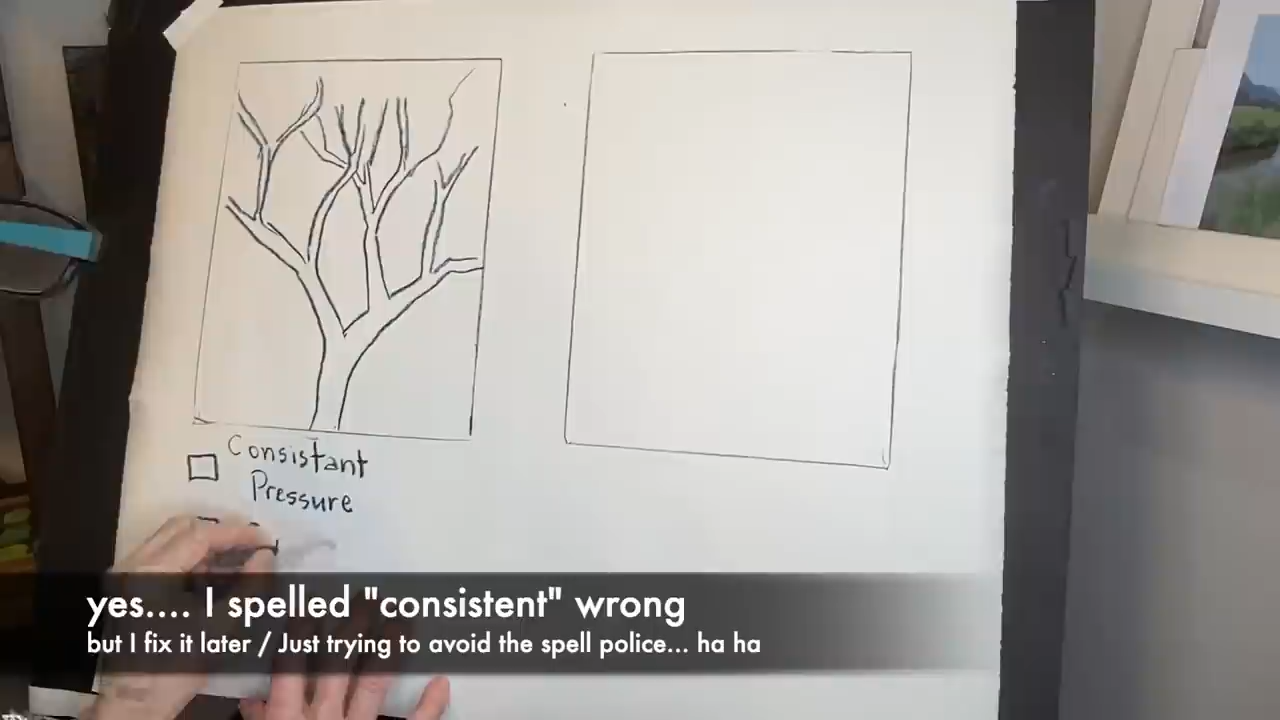 Consistant
Pressure
yes.... I spelled "consistent" wrong
but I fix it later / Just trying to avoid the spell police... ha ha